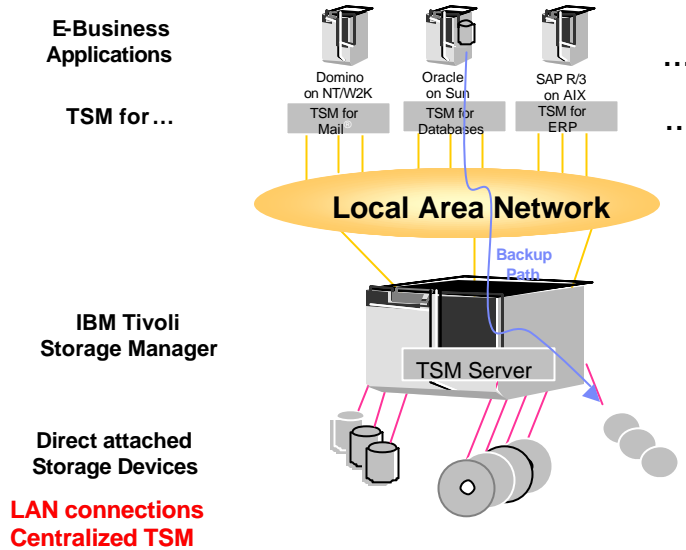 E-Business
Applications
Domino
on NT/W2K
Oracle
on Sun
SAP R/3
on AIX
...
TSM for…
TSM for
Mail®
TSM for
Databases
TSM for
ERP
...
Local Area Network
Backup
Path
IBM Tivoli
Storage Manager
TSM Server
Direct attached
Storage Devices
LAN connections
Centralized TSM